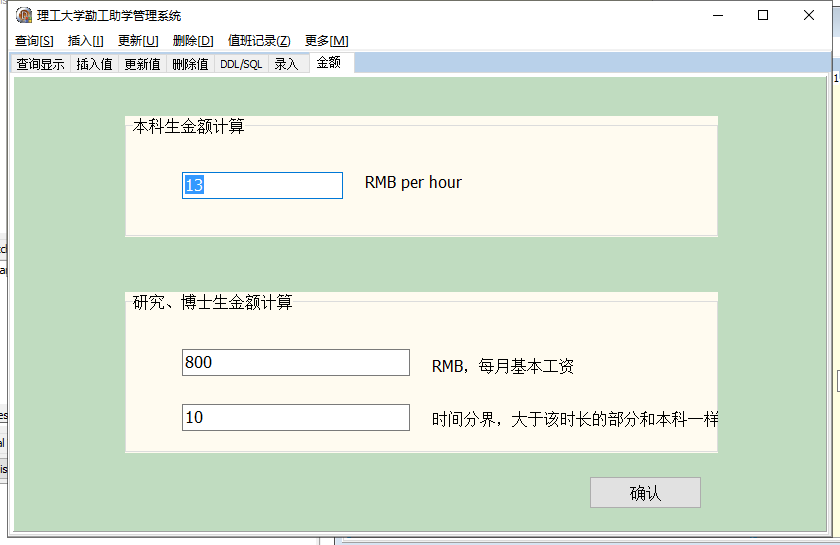 理工大学勤工助学管理系统
查询[S] 插入[I] 更新[U] 删除[D] 值班记录(Z) 更多[M]
查询显示 插入值 更新值 删除值 DDL/SQL 录入 金额
本科生金额计算
13 RMB per hour
研究、博士生金额计算
800 RMB，每月基本工资
10 时间分界，大于该时长的部分和本科一样
确认